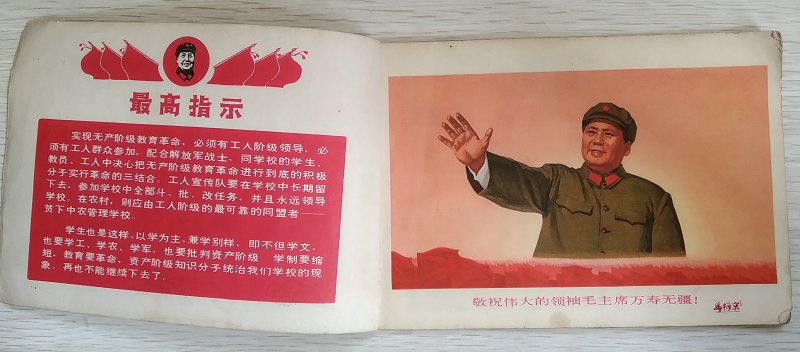 最高指示
实现无产阶级教育革命,必须有工人阶级领导,必
须有工人群众参加,配合解放军战士,同学校的学生、
教员、工人中决心把无产阶级教育革命进行到底的积极
分子实行革命的三结合。工人宣传队要在学校中长期留
下去,参加学校中全部斗、批、改任务,并且永远领导
学校。在农村,则应由工人阶级的最可靠的同盟者——
贫下中农管理学校。
学生也是这样,以学为主,兼学别样,即不但学文,
也要学工、学农、学军,也要批判资产阶级 学制要缩
短,教育要革命,资产阶级知识分子统治我们学校的现
象,再也不能继续下去了。
敬祝伟大的领袖毛主席万寿无疆!